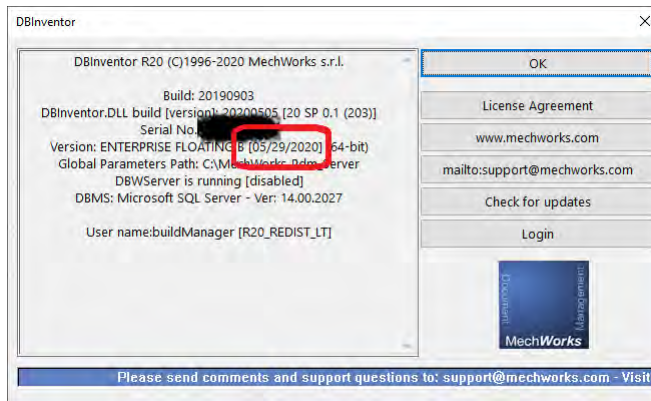 DBInventor
DBInventor R20 (C)1996-2020 MechWorks s.r.l.
Build: 20190903
DBInventor.DLL build [version]: 20200505 [20 SP 0.1 (203)]
Serial No.
Version: ENTERPRISE FLOATING B [05/29/2020] (64-bit)
Global Parameters Path: C:\MechWorks_Pdm_Server
DBWServer is running [disabled]
DBMS: Microsoft SQL Server - Ver: 14.00.2027
User name:buildManager [R20_REDIST_LT]
OK
License Agreement
www.mechworks.com
mailto:support@mechworks.com
Check for updates
Login
Document
Management
MechWorks
Please send comments and support questions to: support@mechworks.com - Visit